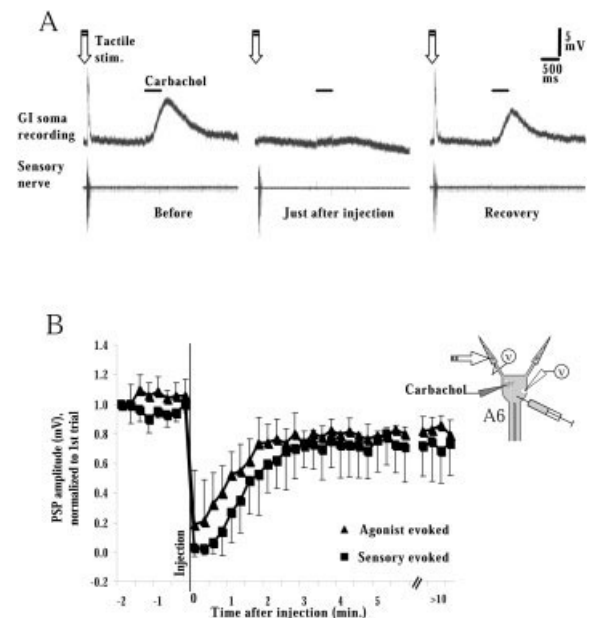 A
Tactile
stim.
Carbachol
5
mV
500
ms
GI soma
recording
Sensory
nerve
Before
Just after injection
Recovery
B
PSP amplitude (mV),
normalized to 1st trial
1.4
1.2
1.0
0.8
0.6
0.4
0.2
0.0
-0.2
Injection
Agonist evoked
Sensory evoked
-2 -1 0 1 2 3 4 5 >10
Time after injection (min.)
V
V
Carbachol
A6